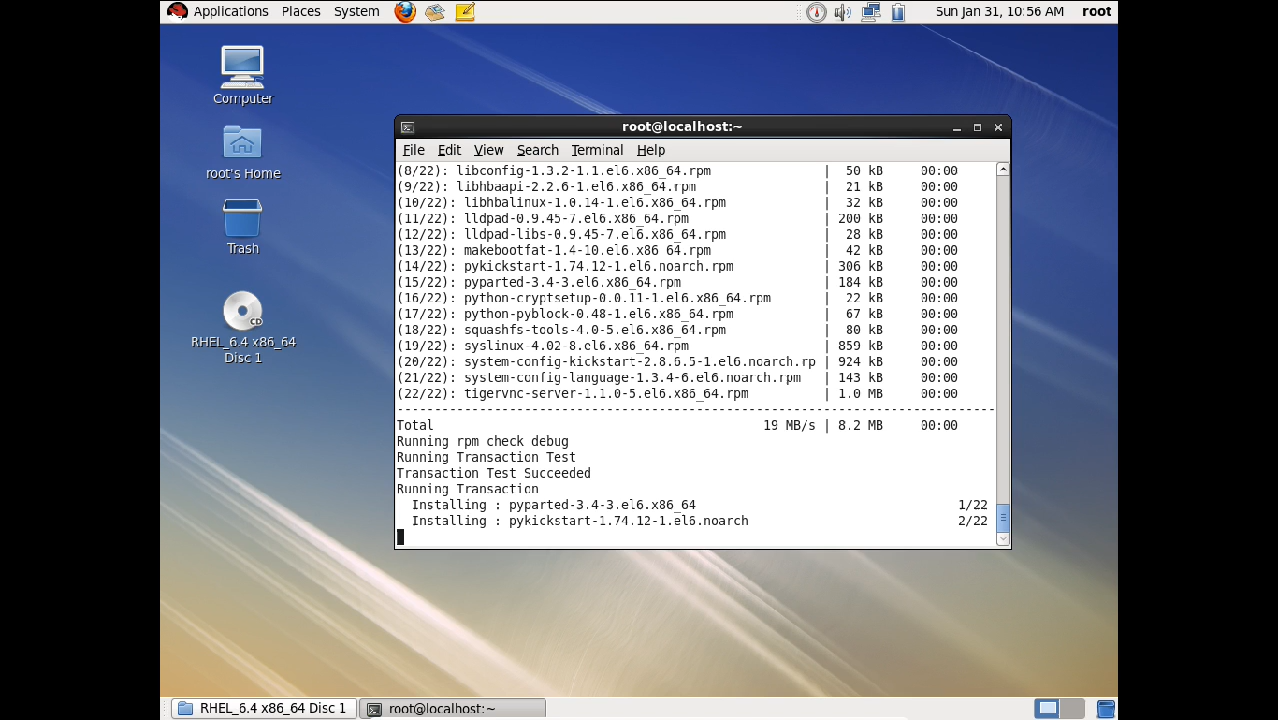 Applications Places System Sun Jan 31, 10:56 AM root
Computer
root's Home
Trash
CD
RHEL_6.4 x86_64
Disc 1
root@localhost:~
File Edit View Search Terminal Help
(8/22): libconfig-1.3.2-1.1.el6.x86_64.rpm | 50 kB 00:00
(9/22): libhbaapi-2.2.6-1.el6.x86_64.rpm | 21 kB 00:00
(10/22): libhbalinux-1.0.14-1.el6.x86_64.rpm | 32 kB 00:00
(11/22): lldpad-0.9.45-7.el6.x86_64.rpm | 200 kB 00:00
(12/22): lldpad-libs-0.9.45-7.el6.x86_64.rpm | 28 kB 00:00
(13/22): makebootfat-1.4-10.el6.x86_64.rpm | 42 kB 00:00
(14/22): pykickstart-1.74.12-1.el6.noarch.rpm | 306 kB 00:00
(15/22): pyparted-3.4-3.el6.x86_64.rpm | 184 kB 00:00
(16/22): python-cryptsetup-0.0.11-1.el6.x86_64.rpm | 22 kB 00:00
(17/22): python-pyblock-0.48-1.el6.x86_64.rpm | 67 kB 00:00
(18/22): squashfs-tools-4.0-5.el6.x86_64.rpm | 80 kB 00:00
(19/22): syslinux-4.02-8.el6.x86_64.rpm | 859 kB 00:00
(20/22): system-config-kickstart-2.8.6.5-1.el6.noarch.rp | 924 kB 00:00
(21/22): system-config-language-1.3.4-6.el6.noarch.rpm | 143 kB 00:00
(22/22): tigervnc-server-1.1.0-5.el6.x86_64.rpm | 1.0 MB 00:00
--------------------------------------------------------------------------------
Total 19 MB/s | 8.2 MB 00:00
Running rpm_check_debug
Running Transaction Test
Transaction Test Succeeded
Running Transaction
Installing : pyparted-3.4-3.el6.x86_64 1/22
Installing : pykickstart-1.74.12-1.el6.noarch 2/22
RHEL_6.4 x86_64 Disc 1 root@localhost:~